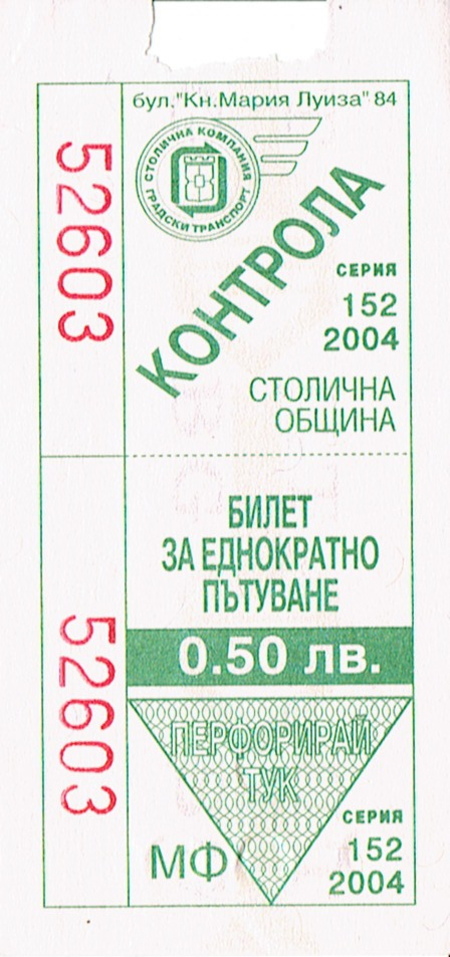 бул."Кн.Мария Луиза" 84
СТОЛИЧНА КОМПАНИЯ
ГРАДСКИ ТРАНСПОРТ
КОНТРОЛА
СЕРИЯ
152
2004
СТОЛИЧНА
ОБЩИНА
52603
БИЛЕТ
ЗА ЕДНОКРАТНО
ПЪТУВАНЕ
0.50 лв.
52603
ПЕРФОРИРАЙ
ТУК
СЕРИЯ
152
2004
МФ